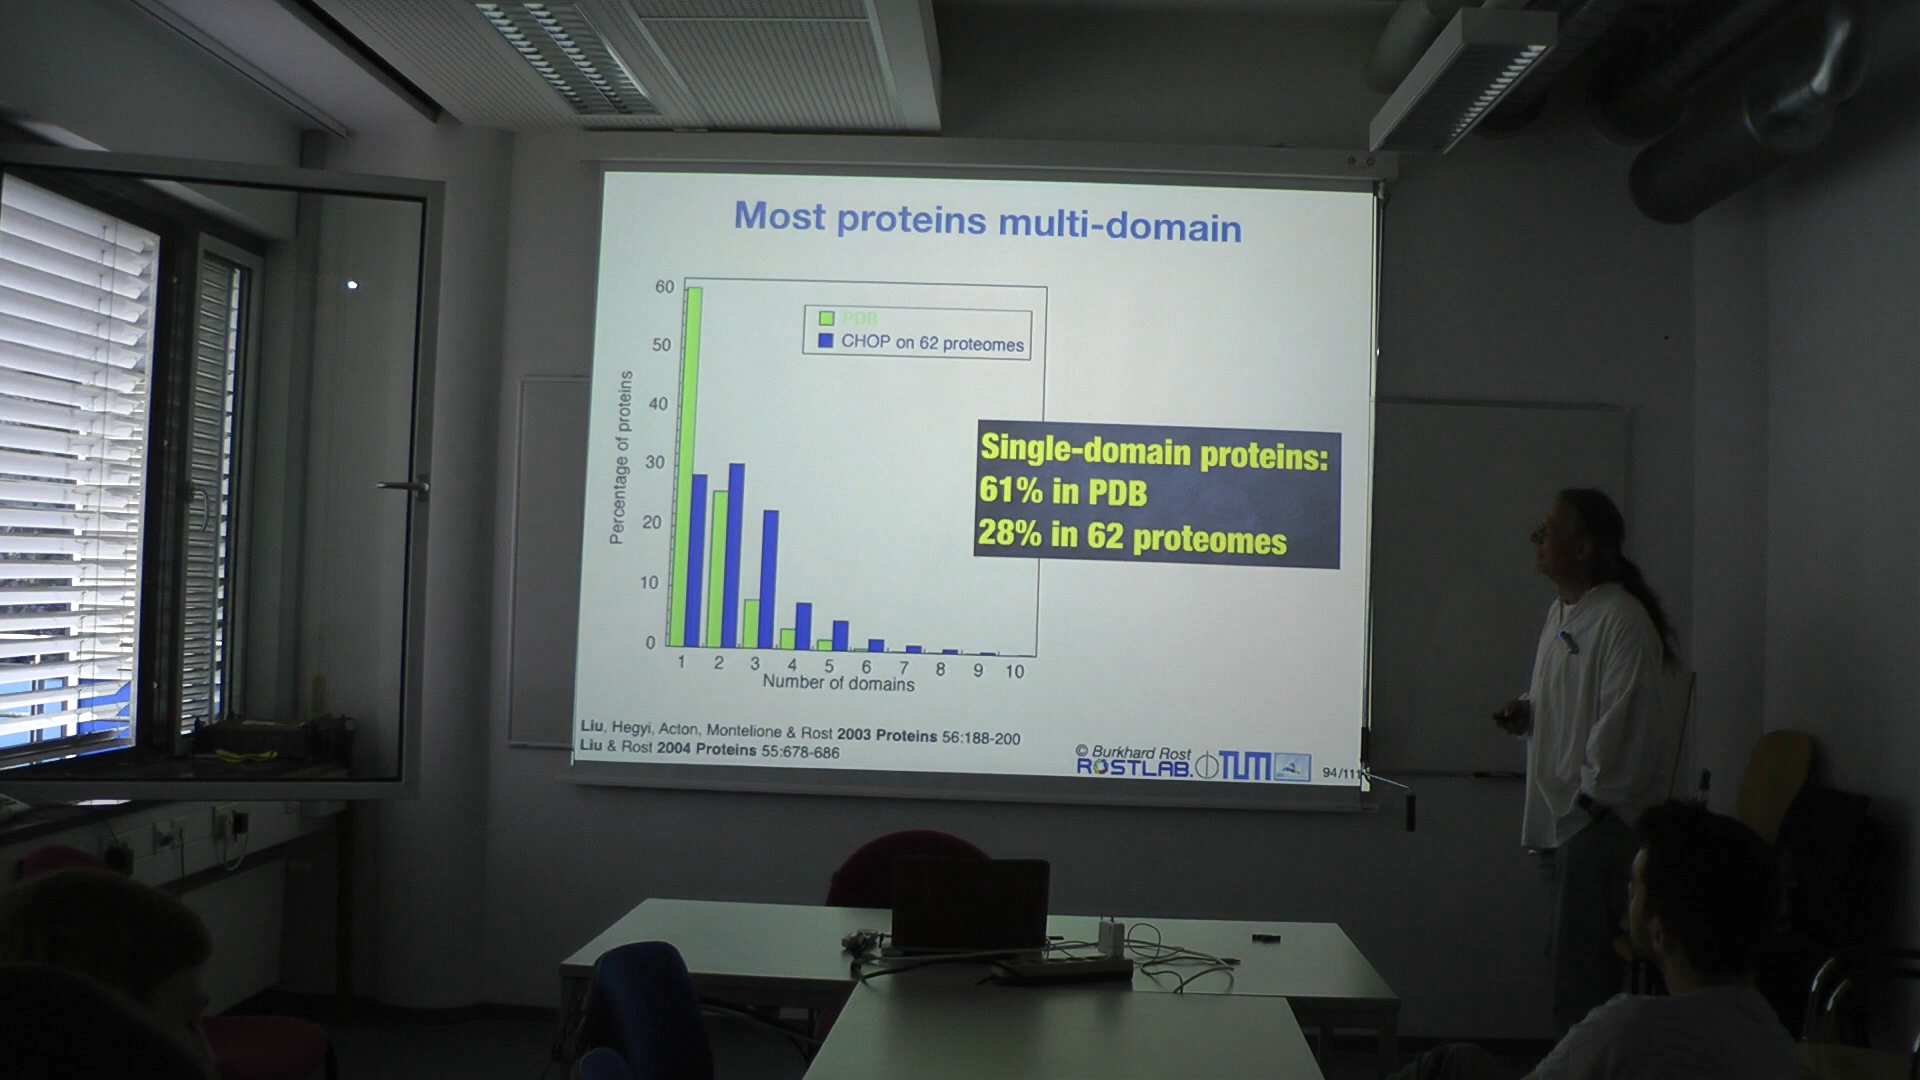 Most proteins multi-domain
60
50
40
30
20
10
0
Percentage of proteins
PDB
CHOP on 62 proteomes
1 2 3 4 5 6 7 8 9 10
Number of domains
Single-domain proteins:
61% in PDB
28% in 62 proteomes
Liu, Hegyi, Acton, Montelione & Rost 2003 Proteins 56:188-200
Liu & Rost 2004 Proteins 55:678-686
© Burkhard Rost
ROSTLAB. TUM
94/111